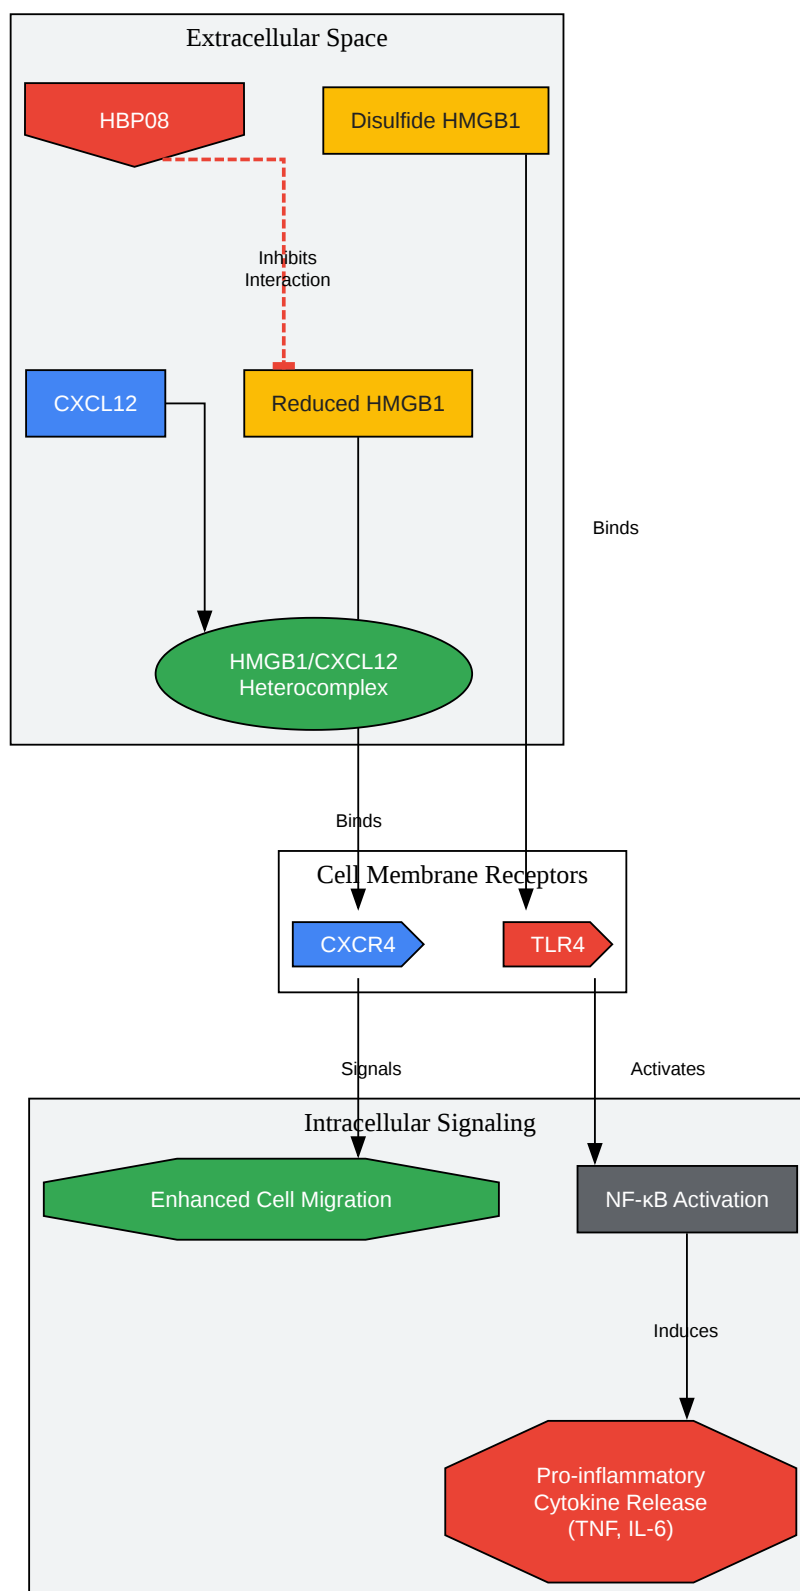 Extracellular Space
HBP08
Disulfide HMGB1
Inhibits
Interaction
CXCL12
Reduced HMGB1
Binds
HMGB1/CXCL12
Heterocomplex
Binds
Cell Membrane Receptors
CXCR4
TLR4
Signals
Activates
Intracellular Signaling
Enhanced Cell Migration
NF-κB Activation
Induces
Pro-inflammatory
Cytokine Release
(TNF, IL-6)